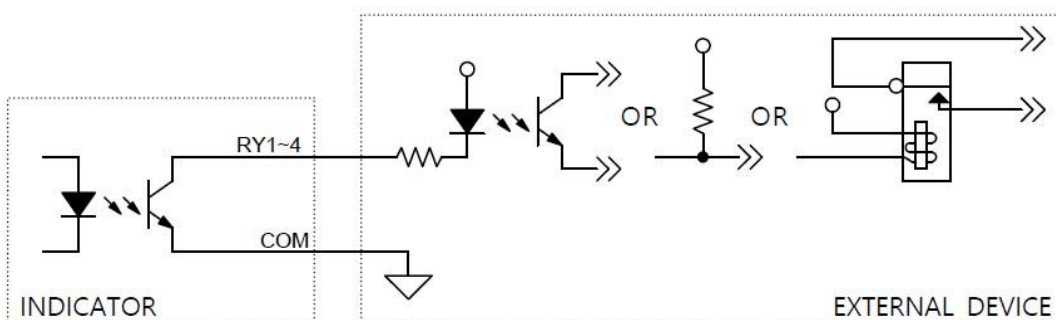 RY1~4
OR
OR
COM
INDICATOR
EXTERNAL DEVICE